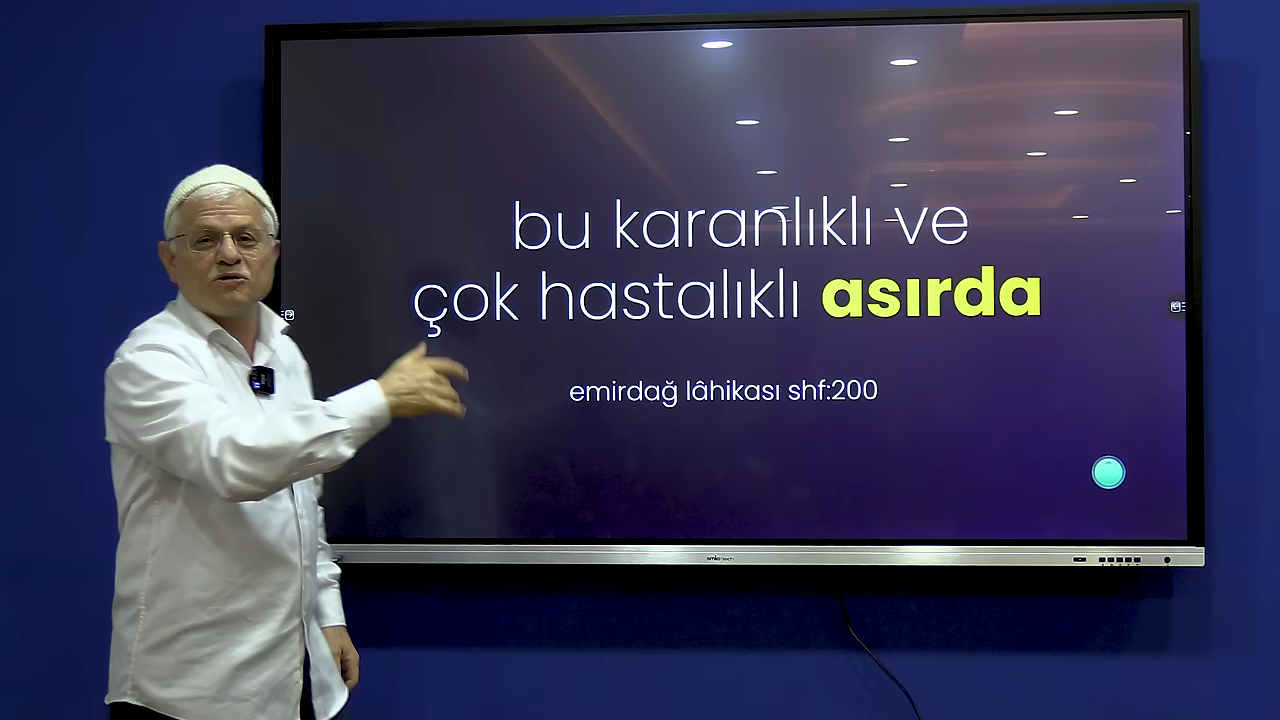 bu karanlıklı ve
çok hastalıklı asırda
emirdağ lâhikası shf:200